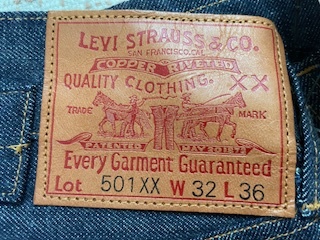 LEVI STRAUSS & CO.
SAN FRANCISCO, CAL.
COPPER RIVETED
QUALITY CLOTHING. XX
TRADE MARK
PATENTED MAY 20 1873
Every Garment Guaranteed
Lot 501XX W 32 L 36